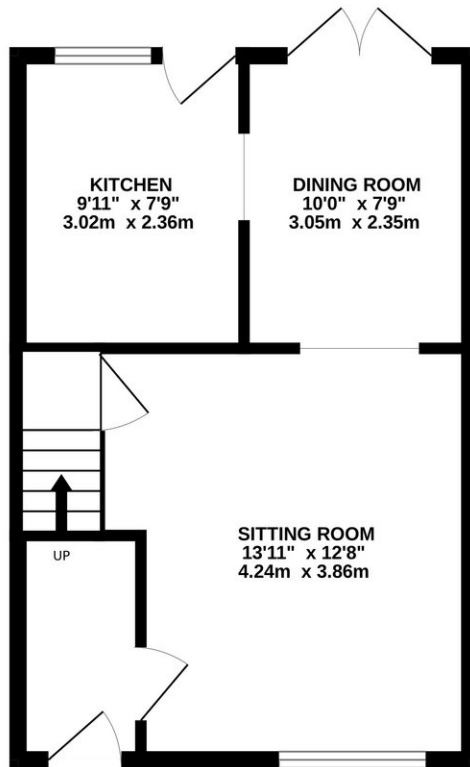 KITCHEN
9'11" x 7'9"
3.02m x 2.36m
DINING ROOM
10'0" x 7'9"
3.05m x 2.35m
SITTING ROOM
13'11" x 12'8"
4.24m x 3.86m
UP